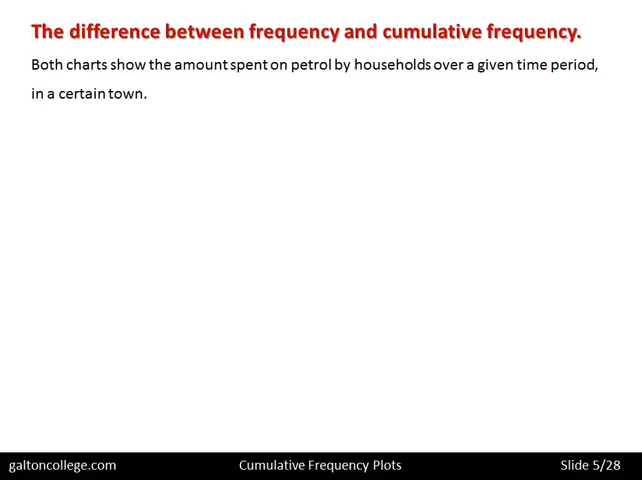 The difference between frequency and cumulative frequency.
Both charts show the amount spent on petrol by households over a given time period,
in a certain town.
galtoncollege.com
Cumulative Frequency Plots
Slide 5/28